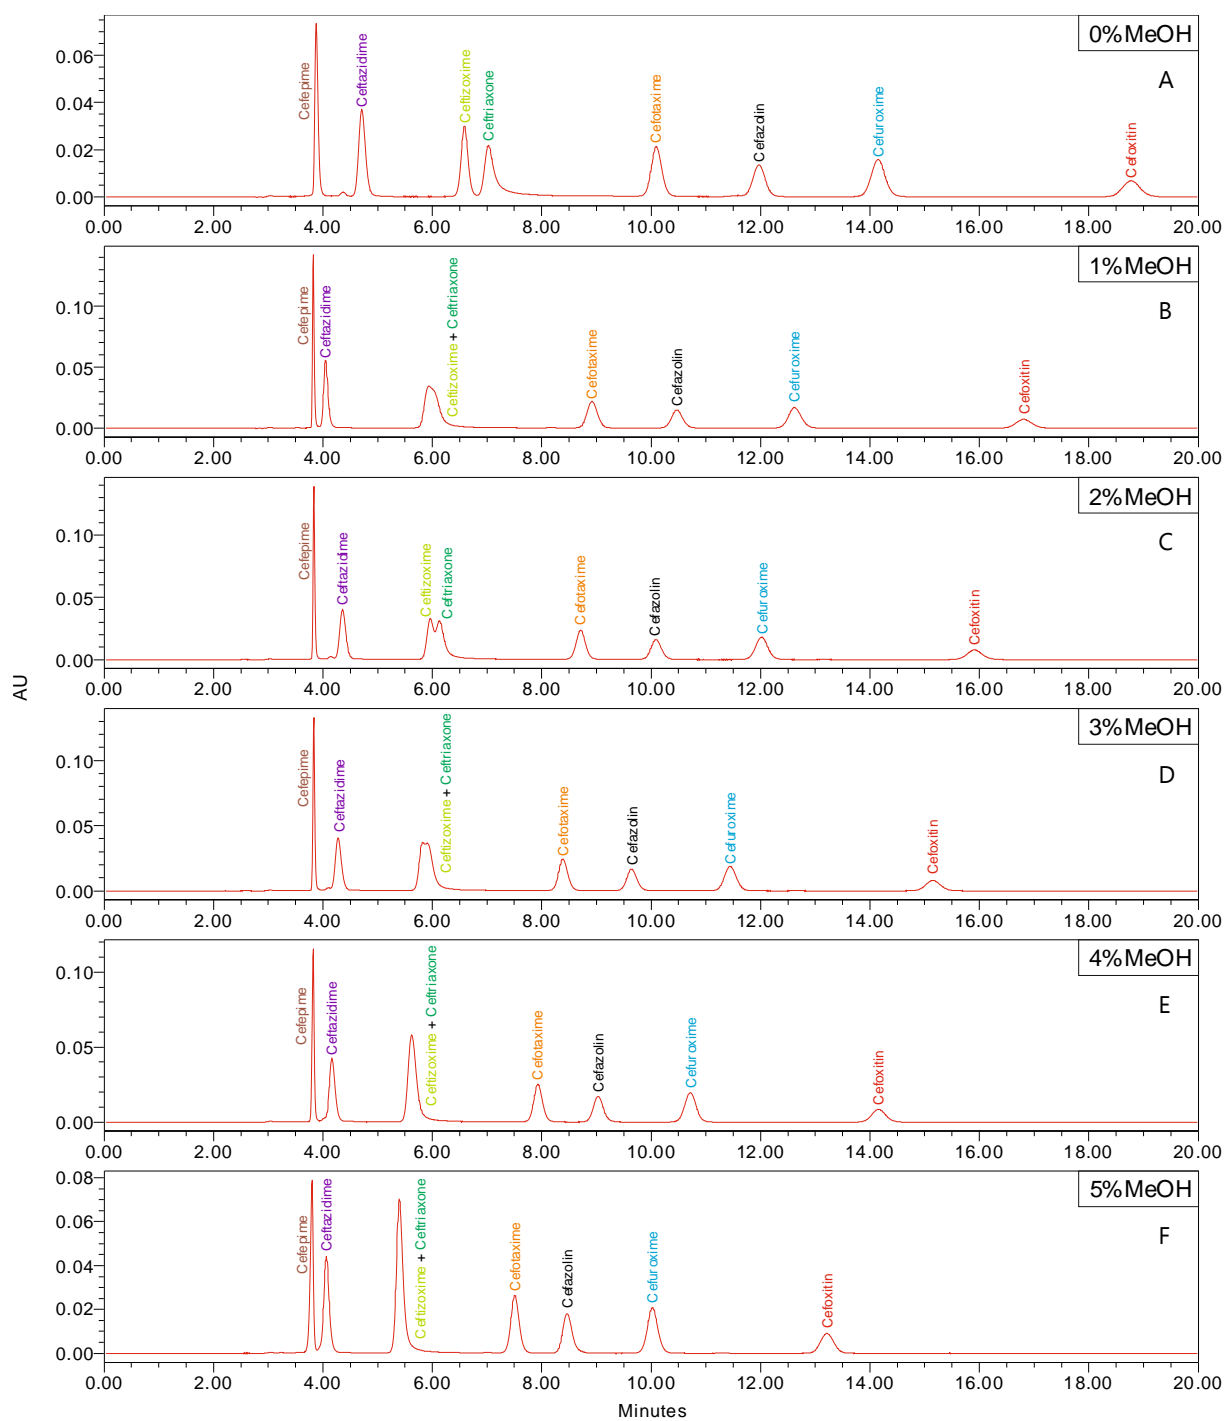 0%MeOH
A
Cefepime
Ceftazidime
Ceftizoxime
Ceftriaxone
Cefotaxime
Cefazolin
Cefuroxime
Cefoxitin
0.06
0.04
0.02
0.00
0.00 2.00 4.00 6.00 8.00 10.00 12.00 14.00 16.00 18.00 20.00
1%MeOH
B
Cefepime
Ceftazidime
Ceftizoxime + Ceftriaxone
Cefotaxime
Cefazolin
Cefuroxime
Cefoxitin
0.10
0.05
0.00
0.00 2.00 4.00 6.00 8.00 10.00 12.00 14.00 16.00 18.00 20.00
2%MeOH
C
Cefepime
Ceftazidime
Ceftizoxime
Ceftriaxone
Cefotaxime
Cefazolin
Cefuroxime
Cefoxitin
0.10
0.05
0.00
0.00 2.00 4.00 6.00 8.00 10.00 12.00 14.00 16.00 18.00 20.00
AU
3%MeOH
D
Cefepime
Ceftazidime
Ceftizoxime + Ceftriaxone
Cefotaxime
Cefazolin
Cefuroxime
Cefoxitin
0.10
0.05
0.00
0.00 2.00 4.00 6.00 8.00 10.00 12.00 14.00 16.00 18.00 20.00
4%MeOH
E
Cefepime
Ceftazidime
Ceftizoxime + Ceftriaxone
Cefotaxime
Cefazolin
Cefuroxime
Cefoxitin
0.10
0.05
0.00
0.00 2.00 4.00 6.00 8.00 10.00 12.00 14.00 16.00 18.00 20.00
5%MeOH
F
Cefepime
Ceftazidime
Ceftizoxime + Ceftriaxone
Cefotaxime
Cefazolin
Cefuroxime
Cefoxitin
0.08
0.06
0.04
0.02
0.00
0.00 2.00 4.00 6.00 8.00 10.00 12.00 14.00 16.00 18.00 20.00
Minutes